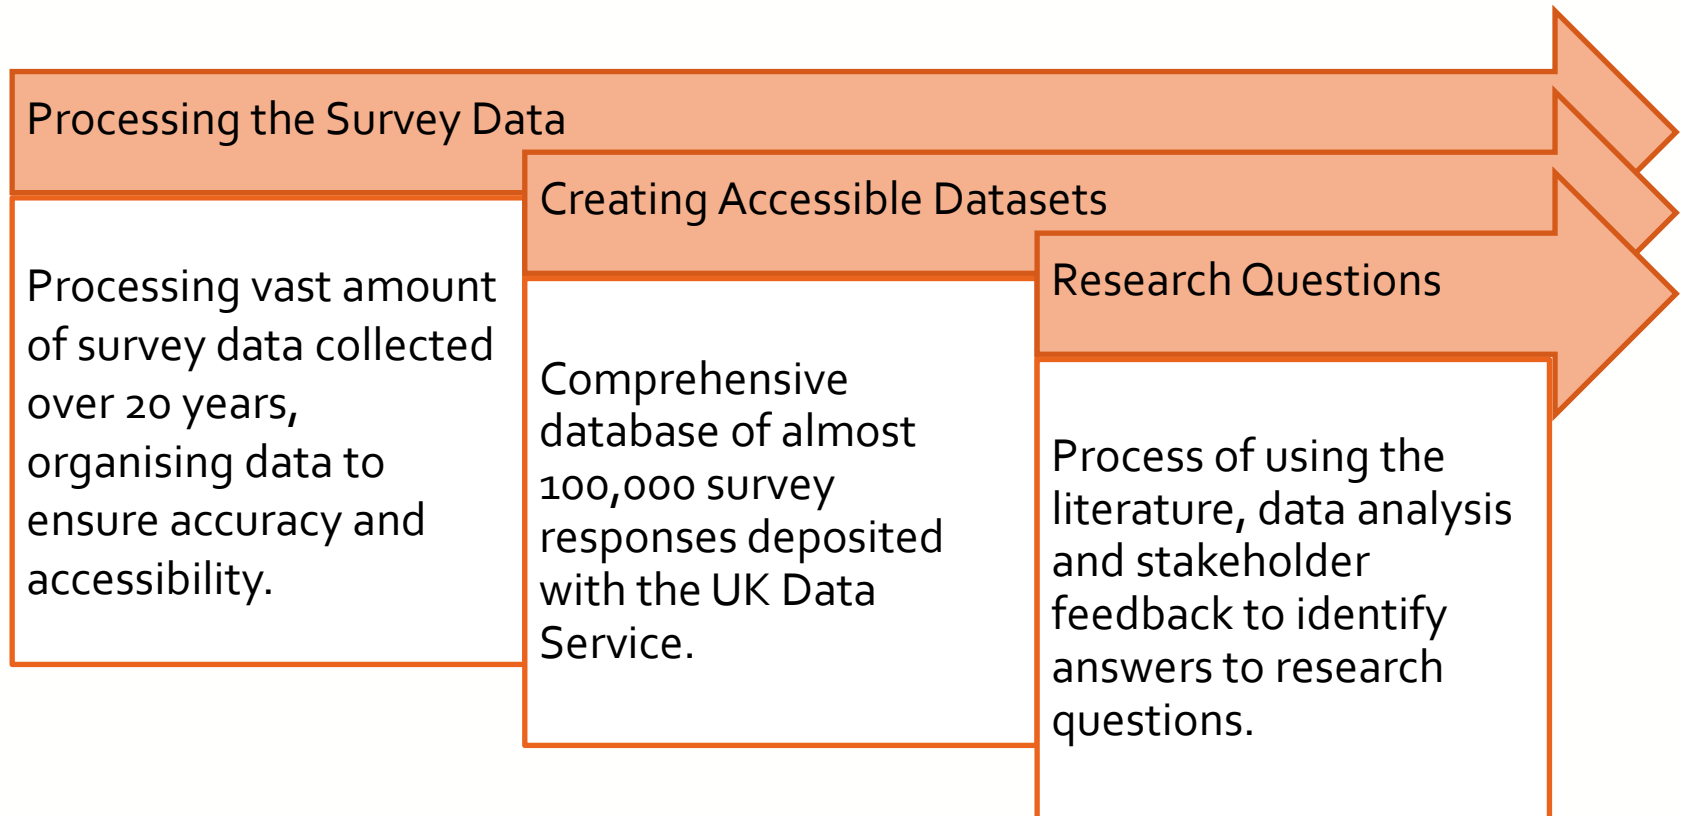 Processing the Survey Data
Processing vast amount
of survey data collected
over 20 years,
organising data to
ensure accuracy and
accessibility.
Creating Accessible Datasets
Comprehensive
database of almost
100,000 survey
responses deposited
with the UK Data
Service.
Research Questions
Process of using the
literature, data analysis
and stakeholder
feedback to identify
answers to research
questions.